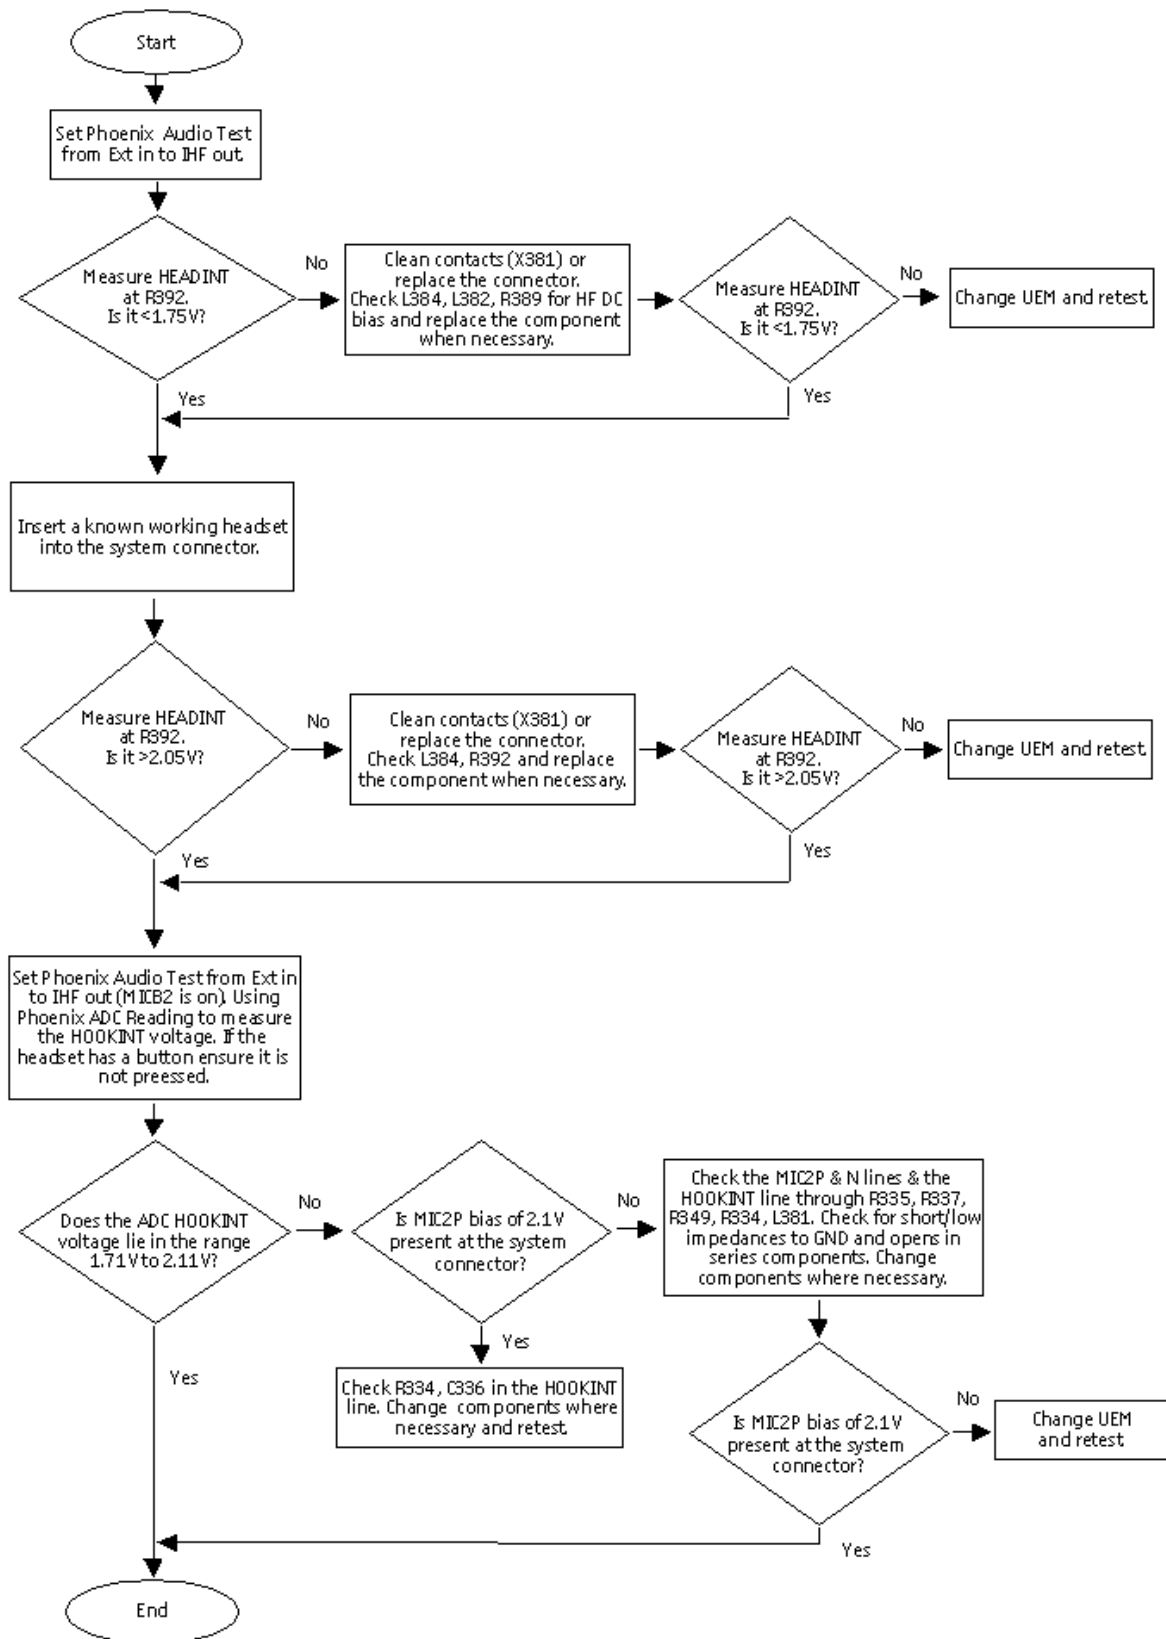 Start
Set Phoenix Audio Test
from Ext in to IHF out.
Measure HEADINT
at R392.
Is it <1.75V?
No
Clean contacts (X381) or
replace the connector.
Check L384, L382, R389 for HF DC
bias and replace the component
when necessary.
Measure HEADINT
at R392.
Is it <1.75V?
No
Change UEM and retest.
Yes
Yes
Insert a known working headset
into the system connector.
Measure HEADINT
at R392.
Is it >2.05V?
No
Clean contacts (X381) or
replace the connector.
Check L384, R392 and replace
the component when necessary.
Measure HEADINT
at R392.
Is it >2.05V?
No
Change UEM and retest.
Yes
Yes
Set Phoenix Audio Test from Ext in
to IHF out (MICB2 is on). Using
Phoenix ADC Reading to measure
the HOOKINT voltage. If the
headset has a button ensure it is
not preessed.
Does the ADC HOOKINT
voltage lie in the range
1.71V to 2.11V?
No
Is MIC2P bias of 2.1V
present at the system
connector?
No
Check the MIC2P & N lines & the
HOOKINT line through R335, R337,
R349, R334, L381. Check for short/low
impedances to GND and opens in
series components. Change
components where necessary.
Yes
Yes
Check R334, C336 in the HOOKINT
line. Change components where
necessary and retest.
Is MIC2P bias of 2.1V
present at the system
connector?
No
Change UEM
and retest.
Yes
End